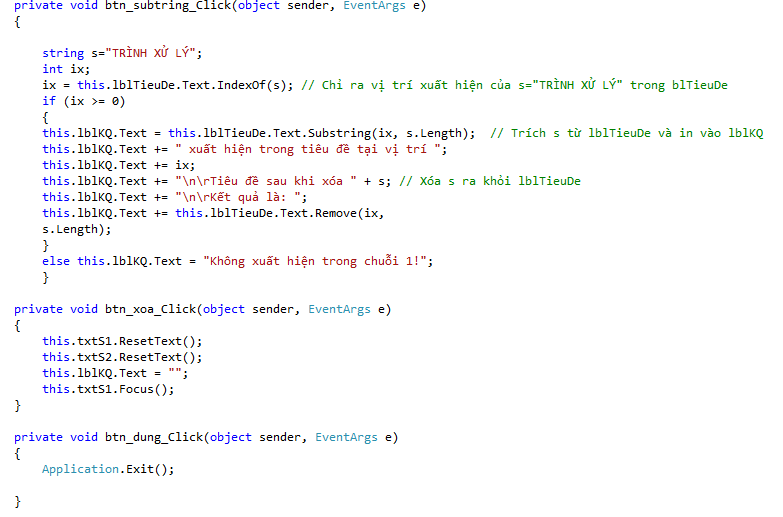 private void btn_subtring_Click(object sender, EventArgs e)
{
string s="TRÌNH XỬ LÝ";
int ix;
ix = this.lblTieuDe.Text.IndexOf(s); // Chỉ ra vị trí xuất hiện của s="TRÌNH XỬ LÝ" trong blTieuDe
if (ix >= 0)
{
this.lblKQ.Text = this.lblTieuDe.Text.Substring(ix, s.Length);  // Trích s từ lblTieuDe và in vào lblKQ
this.lblKQ.Text += " xuất hiện trong tiêu đề tại vị trí ";
this.lblKQ.Text += ix;
this.lblKQ.Text += "\n\rTiêu đề sau khi xóa " + s; // Xóa s ra khỏi lblTieuDe
this.lblKQ.Text += "\n\rKết quả là: ";
this.lblKQ.Text += this.lblTieuDe.Text.Remove(ix,
s.Length);
}
else this.lblKQ.Text = "Không xuất hiện trong chuỗi 1!";
}
private void btn_xoa_Click(object sender, EventArgs e)
{
this.txtS1.ResetText();
this.txtS2.ResetText();
this.lblKQ.Text = "";
this.txtS1.Focus();
}
private void btn_dung_Click(object sender, EventArgs e)
{
Application.Exit();
}